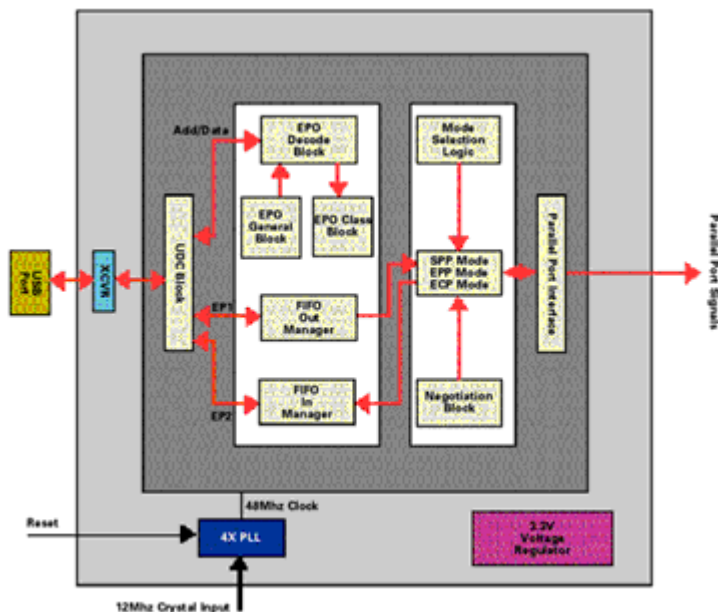 Add/Data
EPO
Decode
Block
EPO
General
Block
EPO Class
Block
Mode
Selection
Logic
USB
Port
XCVR
UDC Block
EP1
FIFO
Out
Manager
SPP Mode
EPP Mode
ECP Mode
Parallel Port Interface
Parallel Port Signals
EP2
FIFO
In
Manager
Negotiation
Block
48Mhz Clock
Reset
4X PLL
Voltage
Regulator
12Mhz Crystal Input